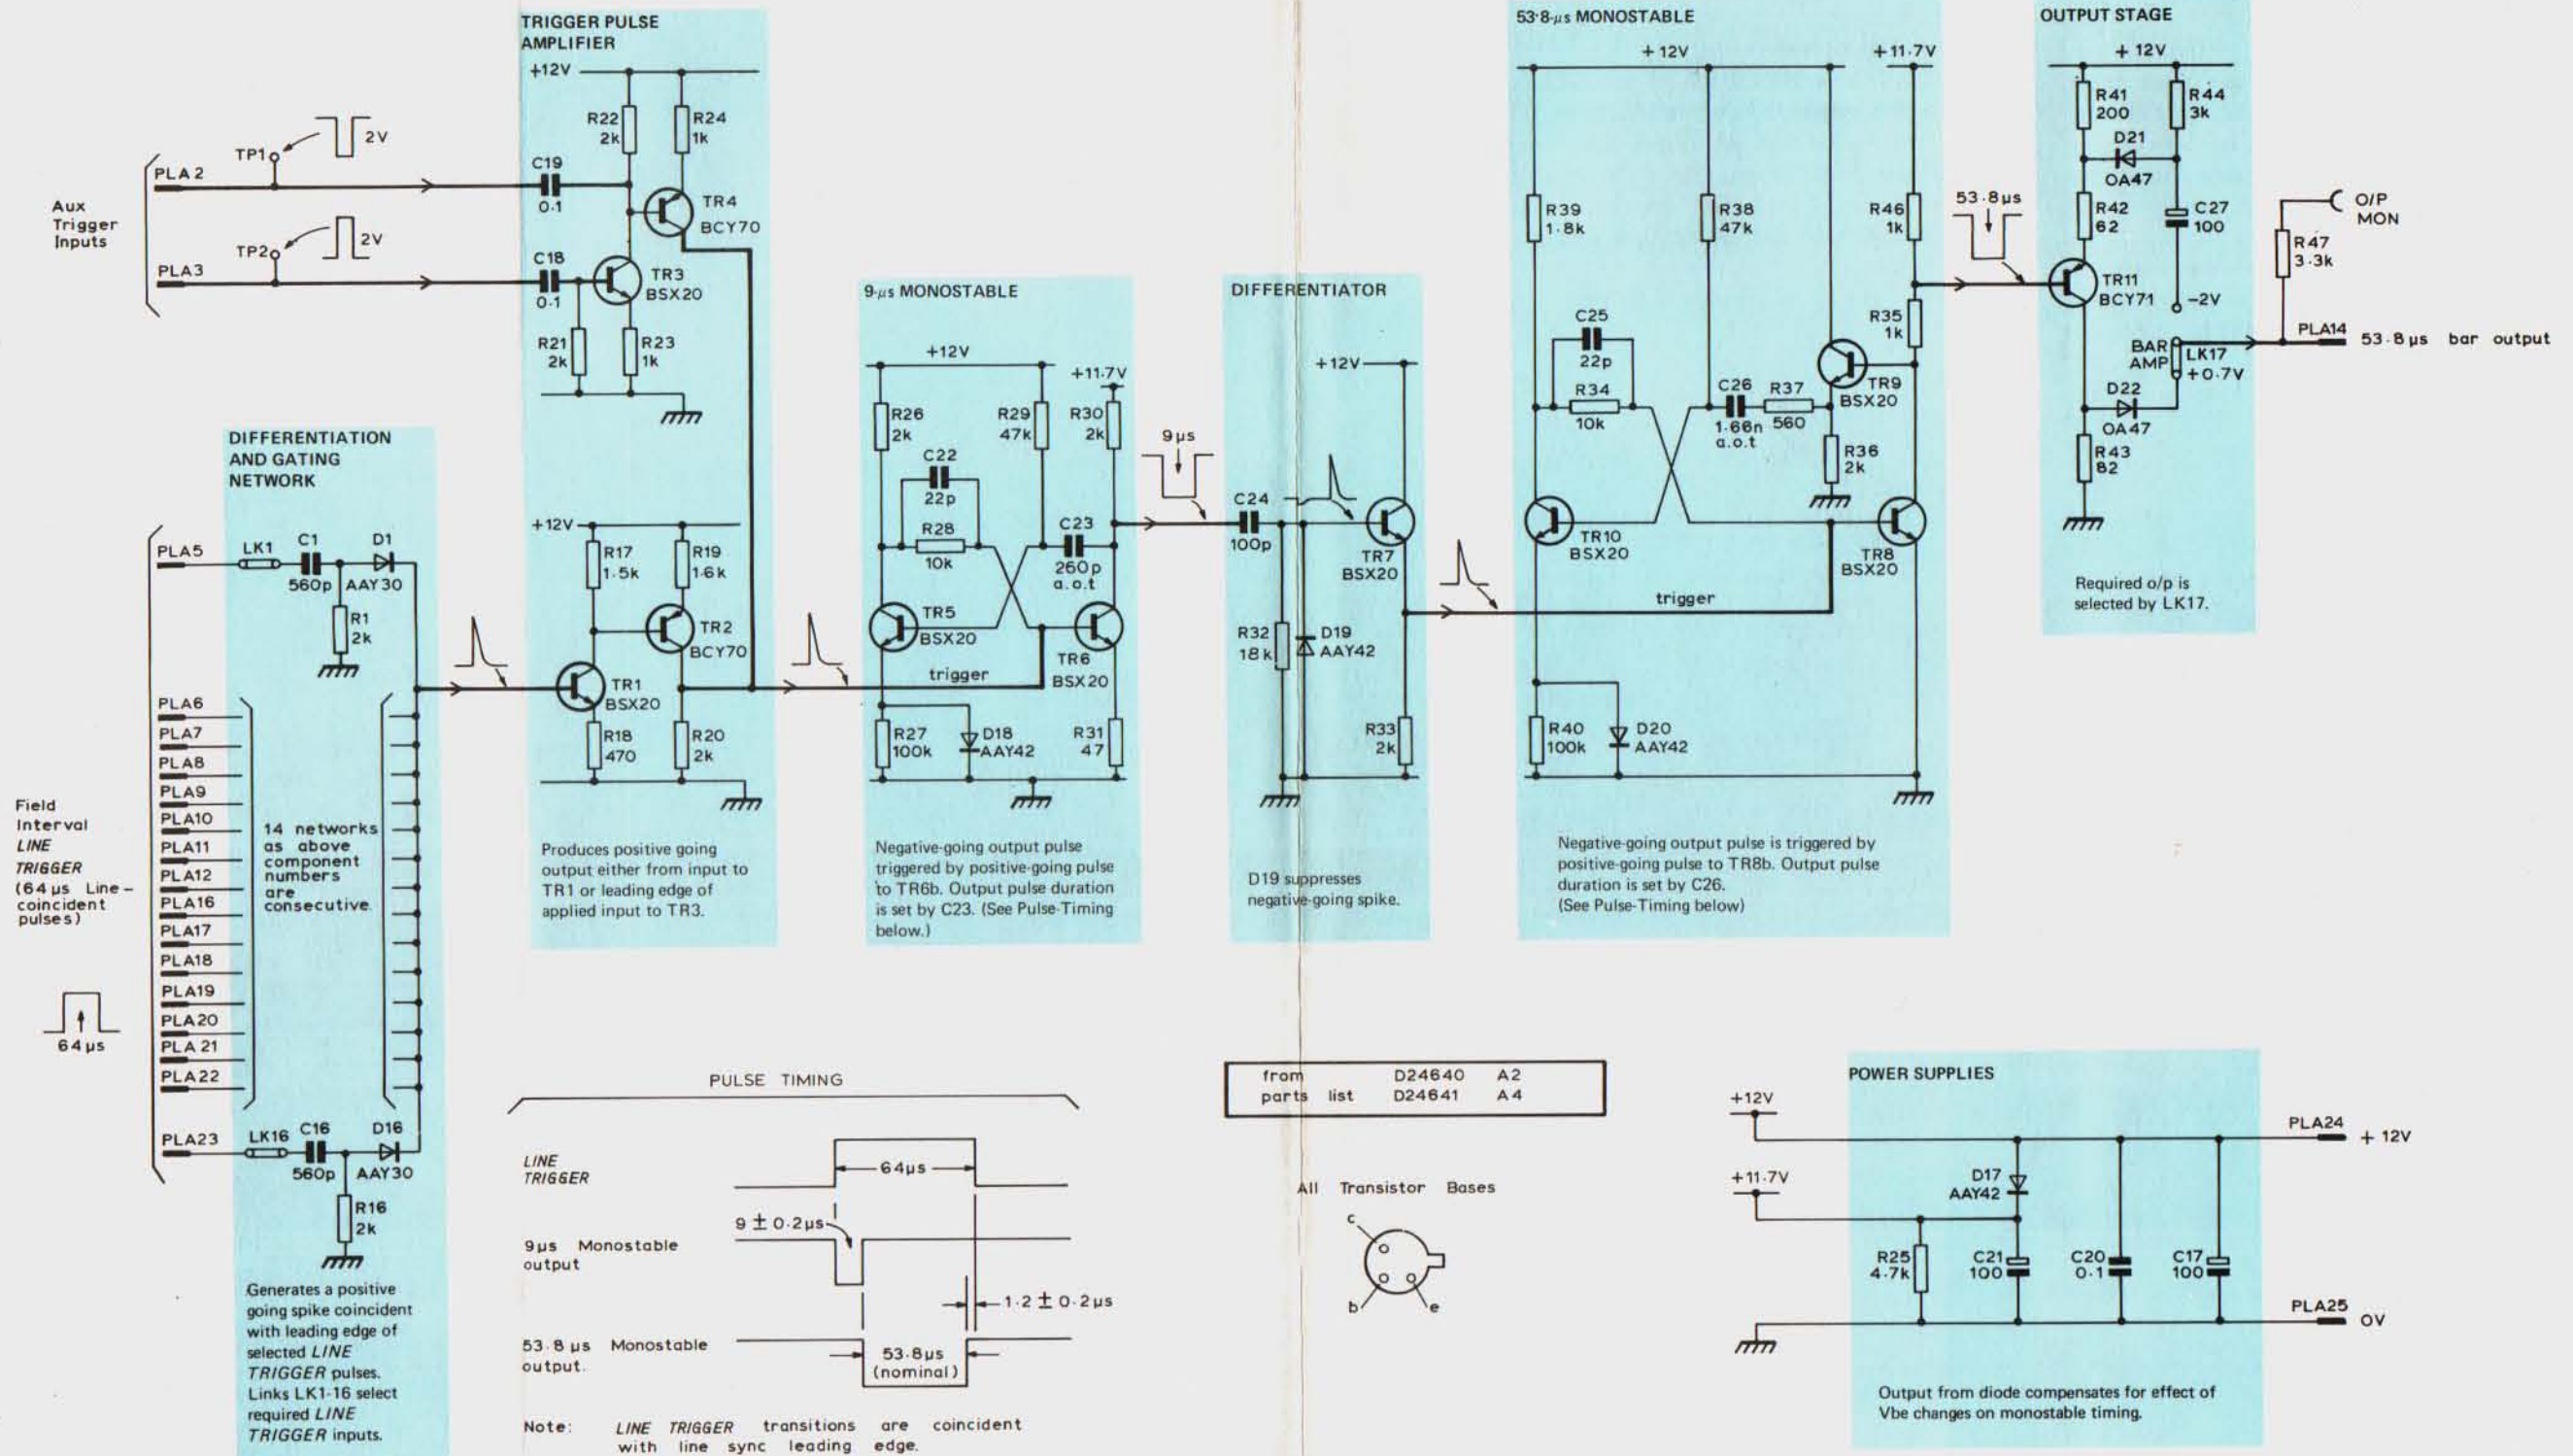 TRIGGER PULSE
AMPLIFIER
+12V
R22
2k
R24
1k
2V
TP1
PLA 2
C19
0·1
TR4
BCY70
Aux
Trigger
Inputs
2V
TP2
PLA3
C18
0·1
TR3
BSX20
R21
2k
R23
1k
DIFFERENTIATION
AND GATING
NETWORK
PLA5
LK1
C1
560p
D1
AAY30
R1
2k
PLA6
PLA7
PLA8
PLA9
PLA10
PLA11
PLA12
PLA16
PLA17
PLA18
PLA19
PLA20
PLA 21
PLA22
PLA23
Field
Interval
LINE
TRIGGER
(64µs Line–
coincident
pulses)
64µs
14 networks
as above
component
numbers
are
consecutive.
LK16
C16
560p
D16
AAY30
R16
2k
Generates a positive
going spike coincident
with leading edge of
selected LINE
TRIGGER pulses.
Links LK1-16 select
required LINE
TRIGGER inputs.
+12V
R17
1·5k
R19
1·6k
TR2
BCY70
TR1
BSX20
R18
470
R20
2k
Produces positive going
output either from input to
TR1 or leading edge of
applied input to TR3.
9-µs MONOSTABLE
+12V
+11·7V
R26
2k
R29
47k
R30
2k
C22
22p
R28
10k
C23
260p
a.o.t
TR5
BSX20
TR6
BSX20
trigger
R27
100k
D18
AAY42
R31
47
Negative-going output pulse
triggered by positive-going pulse
to TR6b. Output pulse duration
is set by C23. (See Pulse-Timing
below.)
9µs
DIFFERENTIATOR
+12V
C24
100p
TR7
BSX20
R32
18k
D19
AAY42
R33
2k
D19 suppresses
negative-going spike.
53·8-µs MONOSTABLE
+ 12V
+11·7V
R39
1·8k
R38
47k
R46
1k
C25
22p
R34
10k
C26
1·66n
a.o.t
R37
560
R35
1k
TR9
BSX20
R36
2k
TR10
BSX20
TR8
BSX20
trigger
R40
100k
D20
AAY42
Negative-going output pulse is triggered by
positive-going pulse to TR8b. Output pulse
duration is set by C26.
(See Pulse-Timing below)
53·8µs
OUTPUT STAGE
+ 12V
R41
200
R44
3k
D21
OA47
R42
62
C27
100
TR11
BCY71
–2V
BAR
AMP
LK17
+0·7V
D22
OA47
R43
82
Required o/p is
selected by LK17.
O/P
MON
R47
3·3k
PLA14
53·8µs bar output
PULSE TIMING
LINE
TRIGGER
64µs
9 ± 0·2µs
9µs Monostable
output
1·2 ± 0·2µs
53·8 µs Monostable
output.
53·8µs
(nominal)
Note: LINE TRIGGER transitions are coincident
with line sync leading edge.
from D24640 A2
parts list D24641 A4
All Transistor Bases
c
b
e
POWER SUPPLIES
+12V
PLA24
+ 12V
+11·7V
D17
AAY42
R25
4·7k
C21
100
C20
0·1
C17
100
PLA25
0V
Output from diode compensates for effect of
Vbe changes on monostable timing.